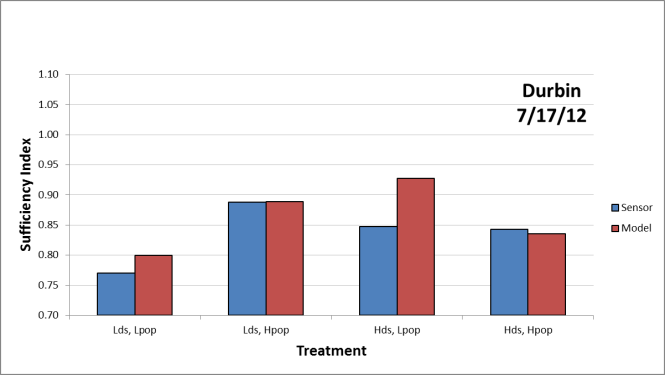 Durbin
7/17/12
Sufficiency Index
1.10
1.05
1.00
0.95
0.90
0.85
0.80
0.75
0.70
Lds, Lpop
Lds, Hpop
Hds, Lpop
Hds, Hpop
Treatment
Sensor
Model